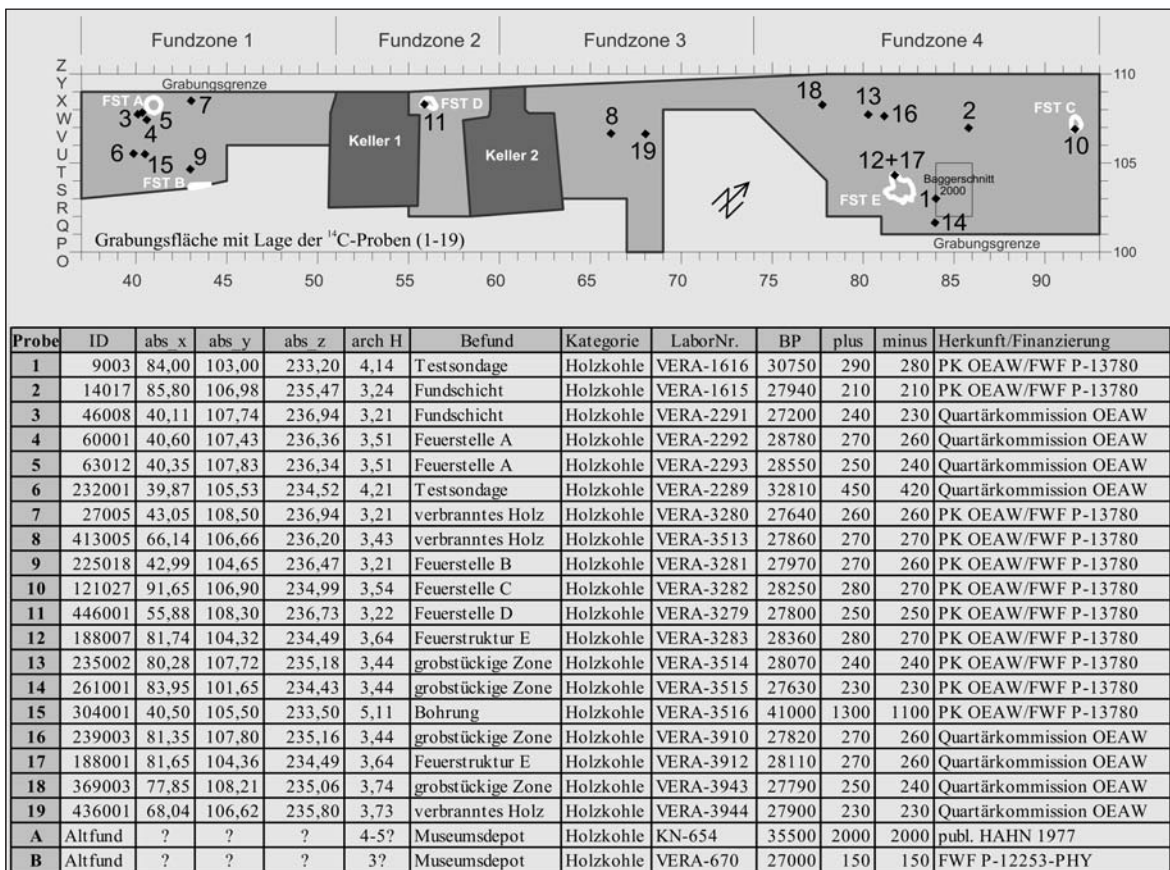 Fundzone 1 Fundzone 2 Fundzone 3 Fundzone 4
Z
Y
X
W
V
U
T
S
R
Q
P
O
Grabungsgrenze
FST A
7
3
5
4
6
15
9
FST B
Keller 1
FST D
11
Keller 2
8
19
18
13
16
2
FST C
10
12+17
Baggerschnitt
2000
FST E
1
14
Grabungsgrenze
110
105
100
N
Grabungsfläche mit Lage der ¹⁴C-Proben (1-19)
40 45 50 55 60 65 70 75 80 85 90
Probe ID abs_x abs_y abs_z arch H Befund Kategorie LaborNr. BP plus minus Herkunft/Finanzierung
1 9003 84,00 103,00 233,20 4,14 Testsondage Holzkohle VERA-1616 30750 290 280 PK OEAW/FWF P-13780
2 14017 85,80 106,98 235,47 3,24 Fundschicht Holzkohle VERA-1615 27940 210 210 PK OEAW/FWF P-13780
3 46008 40,11 107,74 236,94 3,21 Fundschicht Holzkohle VERA-2291 27200 240 230 Quartärkommission OEAW
4 60001 40,60 107,43 236,36 3,51 Feuerstelle A Holzkohle VERA-2292 28780 270 260 Quartärkommission OEAW
5 63012 40,35 107,83 236,34 3,51 Feuerstelle A Holzkohle VERA-2293 28550 250 240 Quartärkommission OEAW
6 232001 39,87 105,53 234,52 4,21 Testsondage Holzkohle VERA-2289 32810 450 420 Quartärkommission OEAW
7 27005 43,05 108,50 236,94 3,21 verbranntes Holz Holzkohle VERA-3280 27640 260 260 PK OEAW/FWF P-13780
8 413005 66,14 106,66 236,20 3,43 verbranntes Holz Holzkohle VERA-3513 27860 270 270 PK OEAW/FWF P-13780
9 225018 42,99 104,65 236,47 3,21 Feuerstelle B Holzkohle VERA-3281 27970 270 260 PK OEAW/FWF P-13780
10 121027 91,65 106,90 234,99 3,54 Feuerstelle C Holzkohle VERA-3282 28250 280 270 PK OEAW/FWF P-13780
11 446001 55,88 108,30 236,73 3,22 Feuerstelle D Holzkohle VERA-3279 27800 250 250 PK OEAW/FWF P-13780
12 188007 81,74 104,32 234,49 3,64 Feuerstruktur E Holzkohle VERA-3283 28360 280 270 PK OEAW/FWF P-13780
13 235002 80,28 107,72 235,18 3,44 grobstückige Zone Holzkohle VERA-3514 28070 240 240 PK OEAW/FWF P-13780
14 261001 83,95 101,65 234,43 3,44 grobstückige Zone Holzkohle VERA-3515 27630 230 230 PK OEAW/FWF P-13780
15 304001 40,50 105,50 233,50 5,11 Bohrung Holzkohle VERA-3516 41000 1300 1100 PK OEAW/FWF P-13780
16 239003 81,35 107,80 235,16 3,44 grobstückige Zone Holzkohle VERA-3910 27820 270 260 Quartärkommission OEAW
17 188001 81,65 104,36 234,49 3,64 Feuerstruktur E Holzkohle VERA-3912 28110 270 260 Quartärkommission OEAW
18 369003 77,85 108,21 235,06 3,74 grobstückige Zone Holzkohle VERA-3943 27790 250 240 Quartärkommission OEAW
19 436001 68,04 106,62 235,80 3,73 verbranntes Holz Holzkohle VERA-3944 27900 230 230 Quartärkommission OEAW
A Altfund ? ? ? 4-5? Museumsdepot Holzkohle KN-654 35500 2000 2000 publ. HAHN 1977
B Altfund ? ? ? 3? Museumsdepot Holzkohle VERA-670 27000 150 150 FWF P-12253-PHY